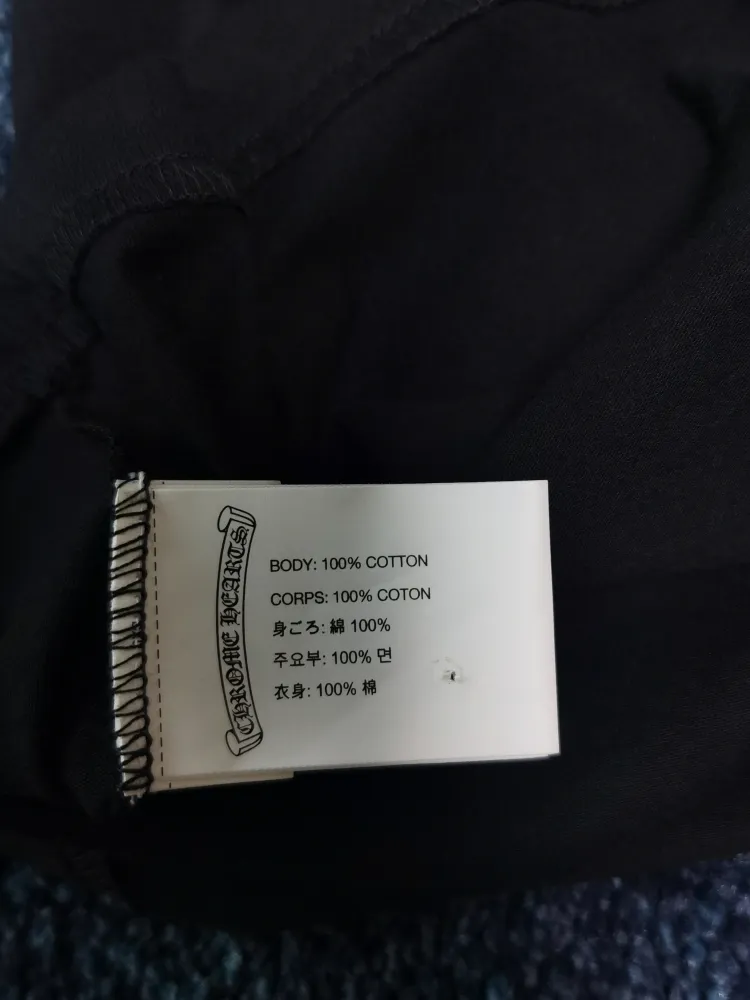 CHROME HEARTS
BODY: 100% COTTON
CORPS: 100% COTON
身ごろ: 綿 100%
주요부: 100% 면
衣身: 100% 棉